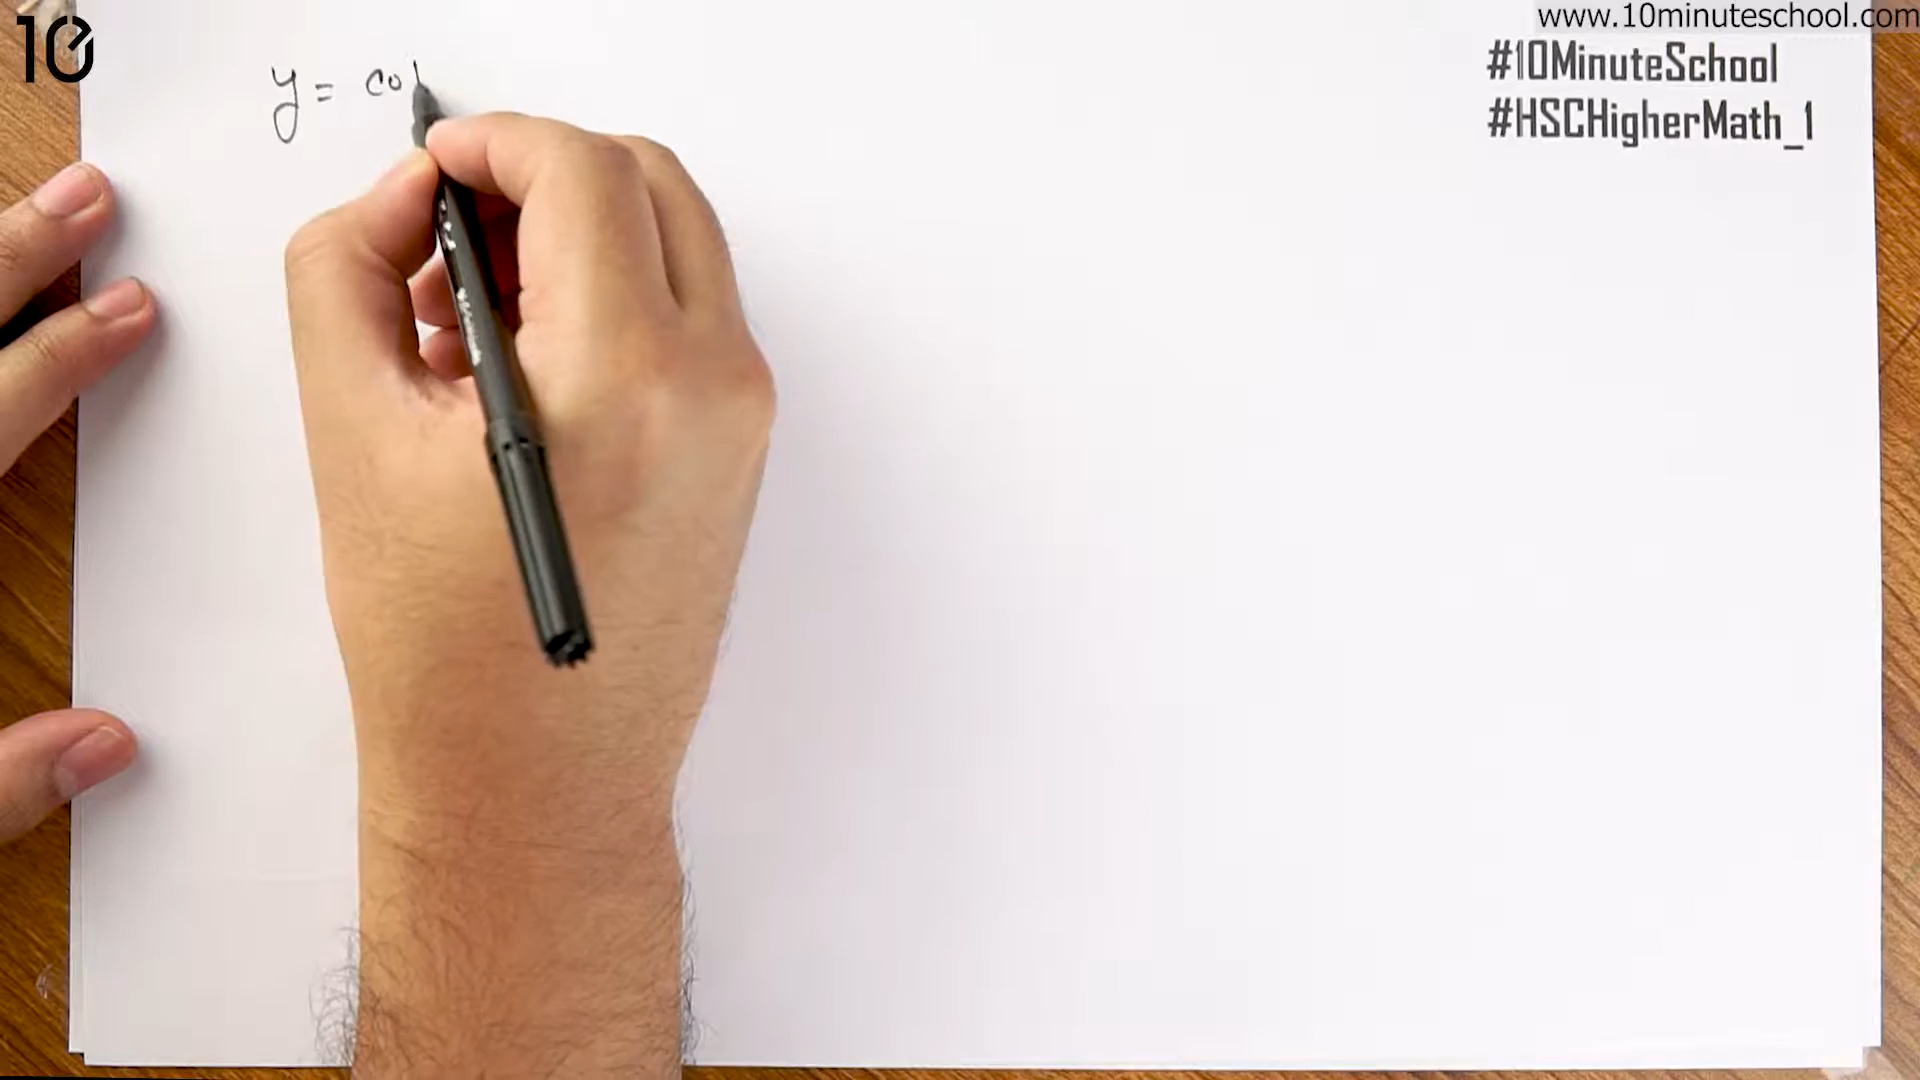 10
www.10minuteschool.com
#10MinuteSchool
#HSCHigherMath_1
y = co